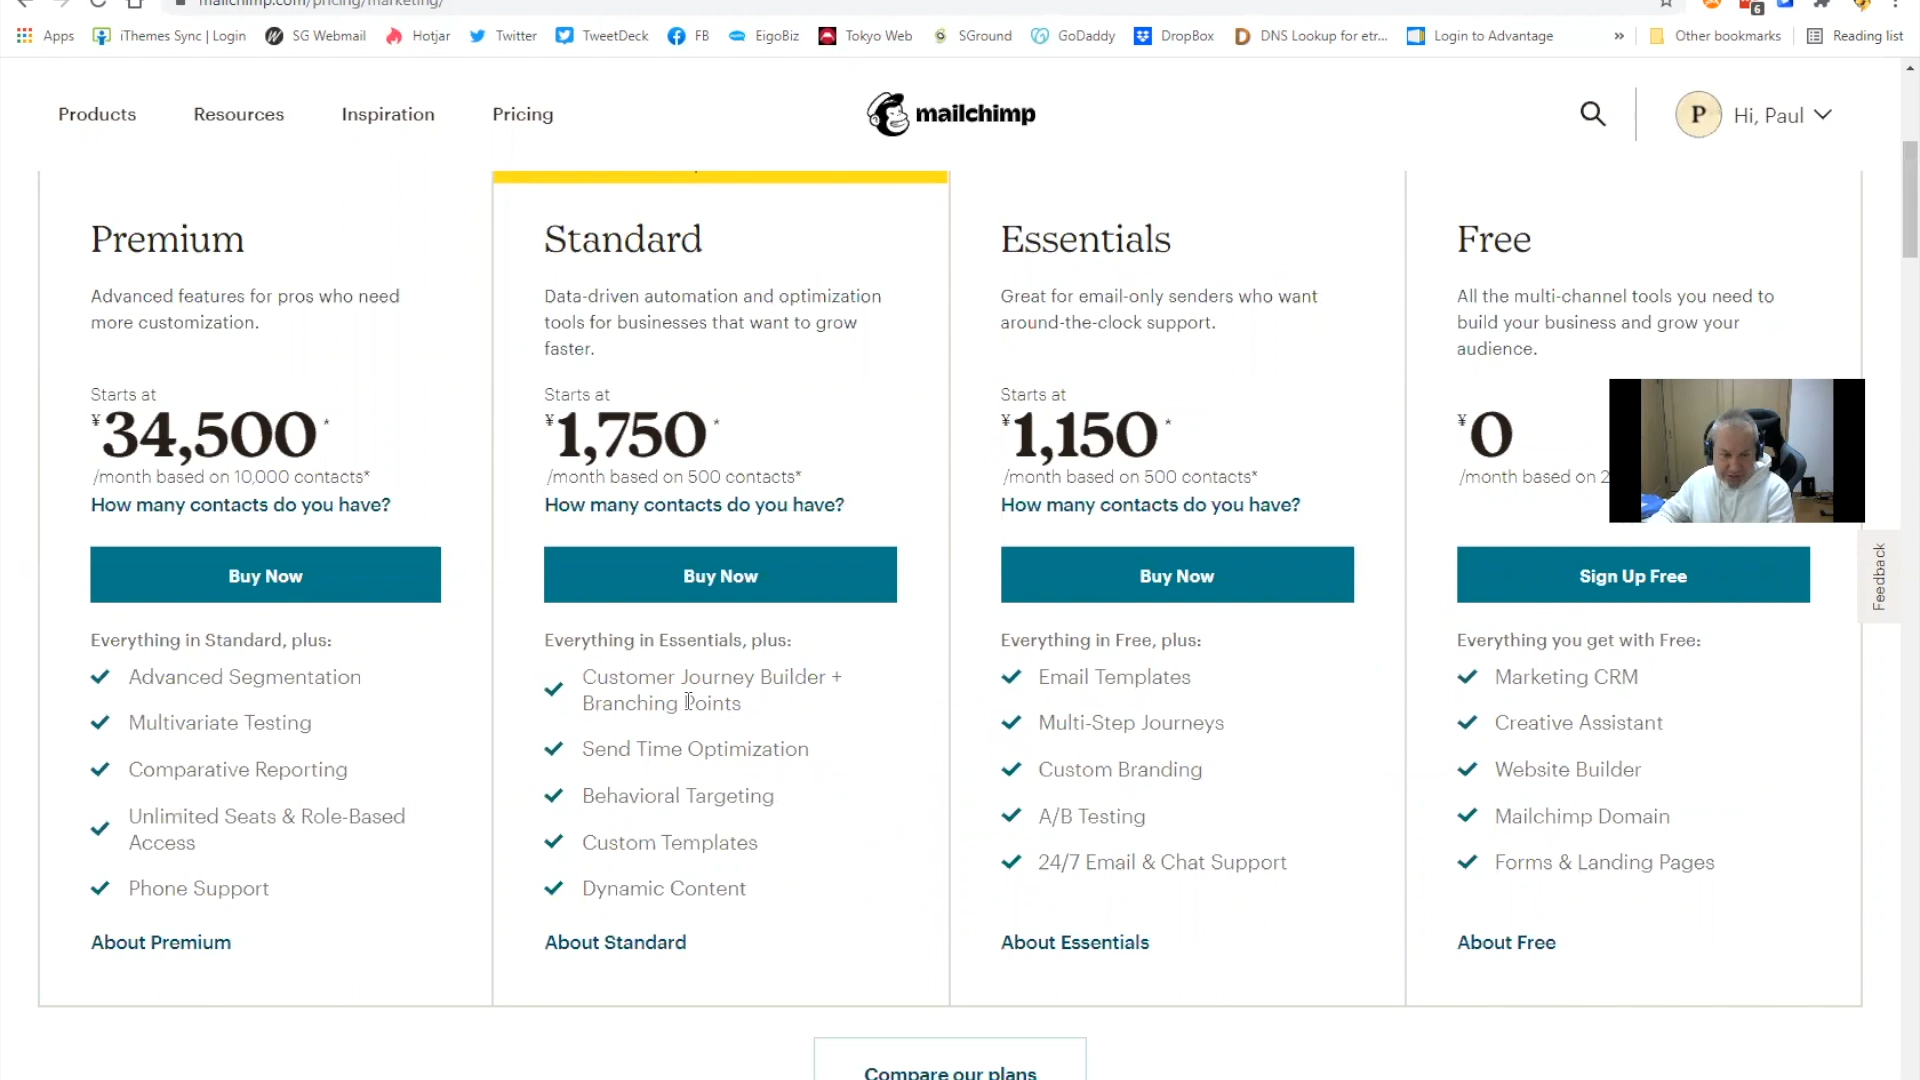 mailchimp.com/pricing/marketing/
6
Apps
iThemes Sync | Login
SG Webmail
Hotjar
Twitter
TweetDeck
FB
EigoBiz
Tokyo Web
SGround
GoDaddy
DropBox
DNS Lookup for etr...
Login to Advantage
»
Other bookmarks
Reading list
Products
Resources
Inspiration
Pricing
mailchimp
P
Hi, Paul
Premium
Advanced features for pros who need
more customization.
Starts at
¥34,500*
/month based on 10,000 contacts*
How many contacts do you have?
Buy Now
Everything in Standard, plus:
Advanced Segmentation
Multivariate Testing
Comparative Reporting
Unlimited Seats & Role-Based
Access
Phone Support
About Premium
Standard
Data-driven automation and optimization
tools for businesses that want to grow
faster.
Starts at
¥1,750*
/month based on 500 contacts*
How many contacts do you have?
Buy Now
Everything in Essentials, plus:
Customer Journey Builder +
Branching Points
Send Time Optimization
Behavioral Targeting
Custom Templates
Dynamic Content
About Standard
Essentials
Great for email-only senders who want
around-the-clock support.
Starts at
¥1,150*
/month based on 500 contacts*
How many contacts do you have?
Buy Now
Everything in Free, plus:
Email Templates
Multi-Step Journeys
Custom Branding
A/B Testing
24/7 Email & Chat Support
About Essentials
Free
All the multi-channel tools you need to
build your business and grow your
audience.
¥0
/month based on 2
Sign Up Free
Everything you get with Free:
Marketing CRM
Creative Assistant
Website Builder
Mailchimp Domain
Forms & Landing Pages
About Free
Feedback
Compare our plans